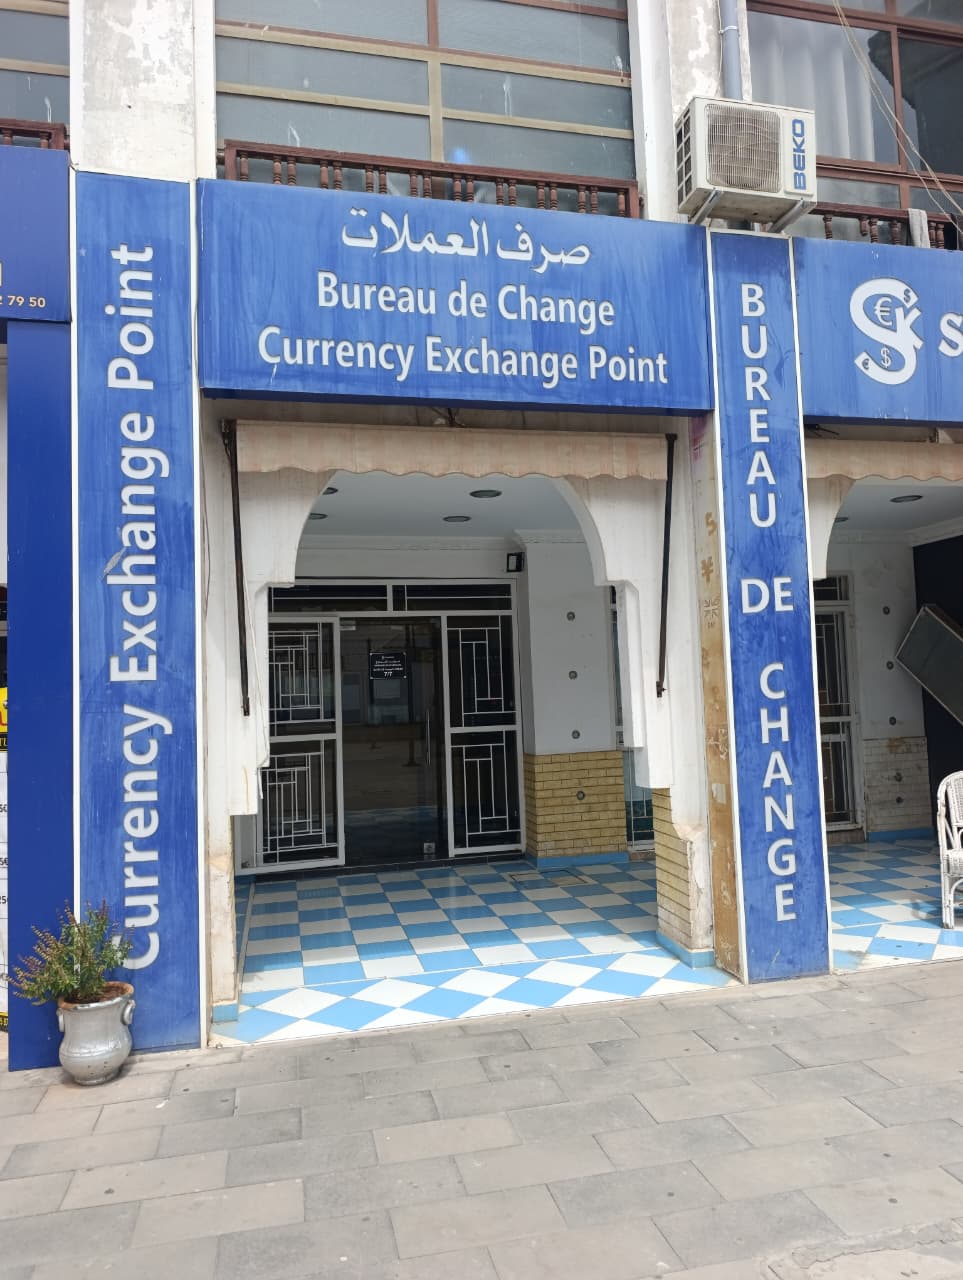 صرف العملات
Bureau de Change
Currency Exchange Point
Currency Exchange Point
BUREAU DE CHANGE
BEKO
2 79 50
S
7/7